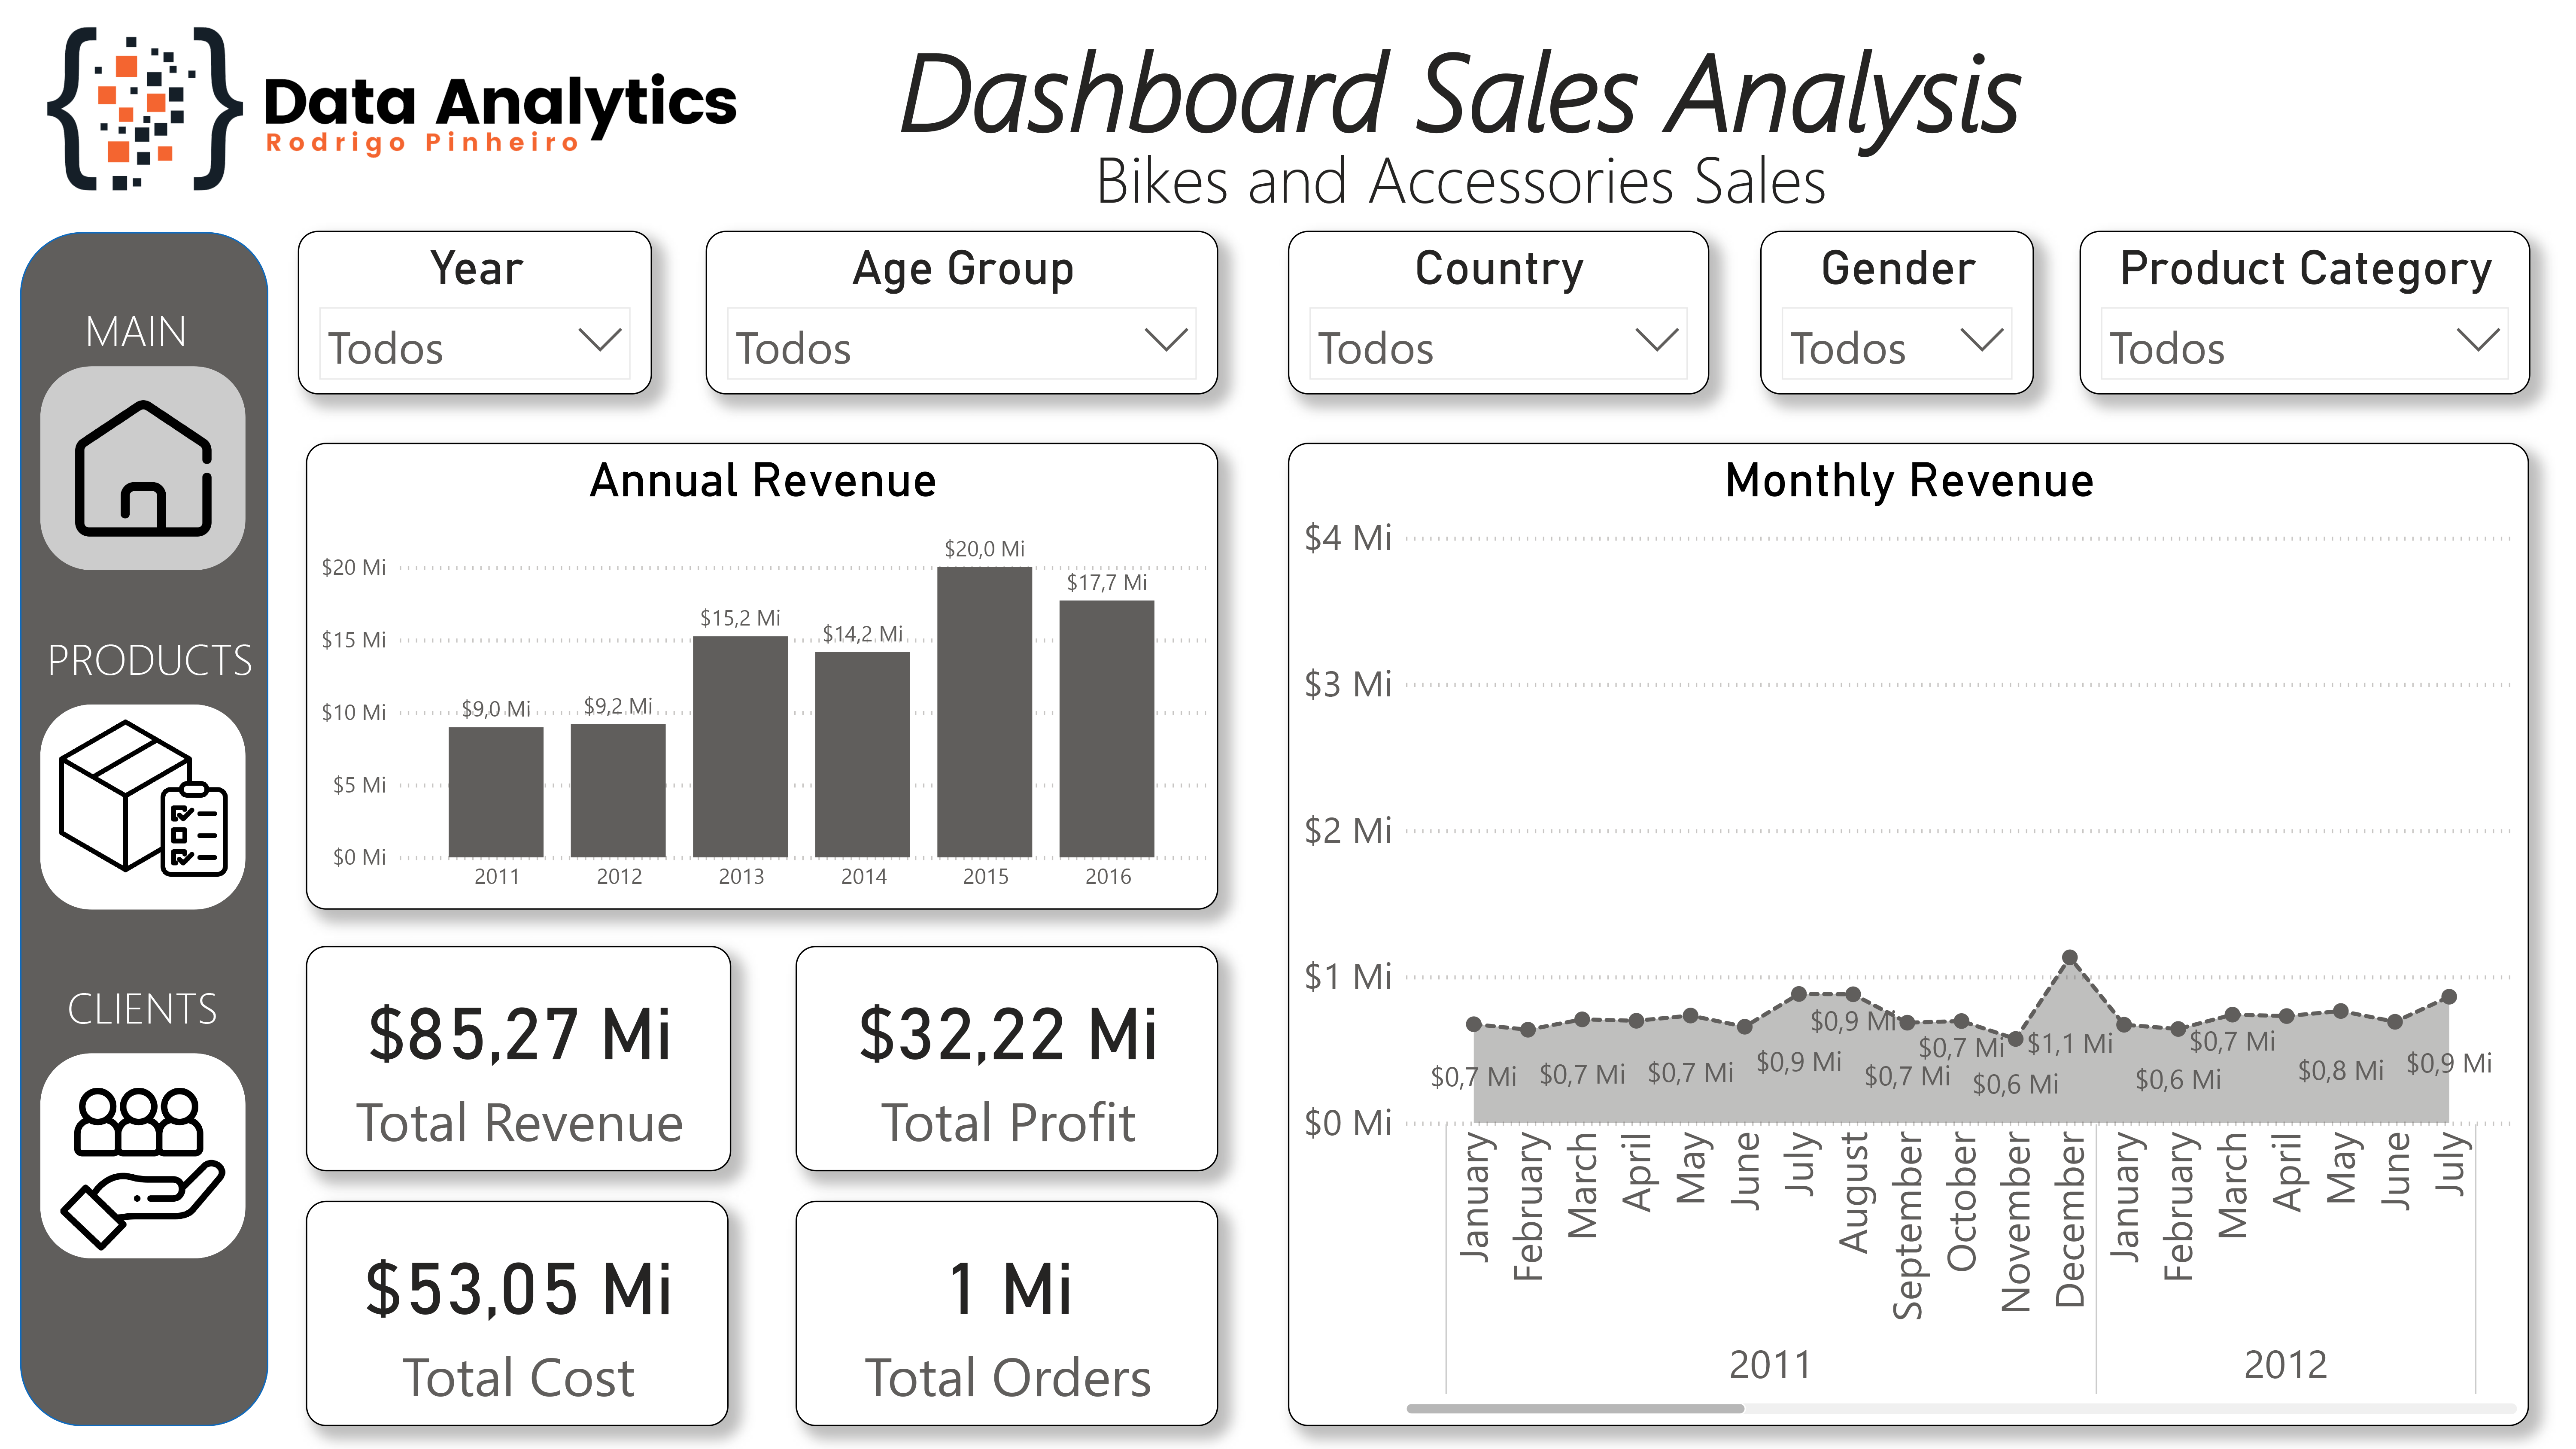 Data Analytics
Rodrigo Pinheiro
Dashboard Sales Analysis
Bikes and Accessories Sales
MAIN
PRODUCTS
CLIENTS
Year
Todos
Age Group
Todos
Country
Todos
Gender
Todos
Product Category
Todos
Annual Revenue
$20 Mi
$15 Mi
$10 Mi
$5 Mi
$0 Mi
$9,0 Mi
$9,2 Mi
$15,2 Mi
$14,2 Mi
$20,0 Mi
$17,7 Mi
2011 2012 2013 2014 2015 2016
$85,27 Mi
Total Revenue
$32,22 Mi
Total Profit
$53,05 Mi
Total Cost
1 Mi
Total Orders
Monthly Revenue
$4 Mi
$3 Mi
$2 Mi
$1 Mi
$0 Mi
$0,7 Mi
$0,7 Mi
$0,7 Mi
$0,9 Mi
$0,9 Mi
$0,7 Mi
$0,7 Mi
$0,6 Mi
$1,1 Mi
$0,6 Mi
$0,7 Mi
$0,8 Mi
$0,9 Mi
January
February
March
April
May
June
July
August
September
October
November
December
January
February
March
April
May
June
July
2011
2012